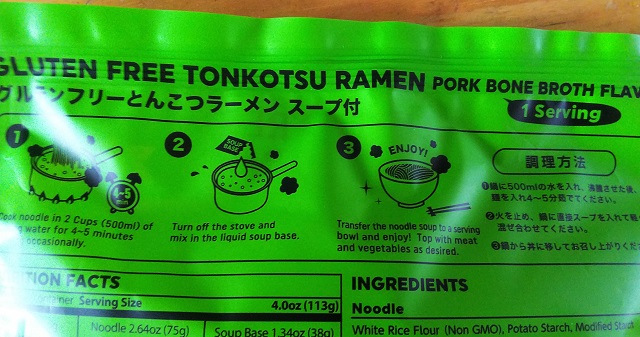 GLUTEN FREE TONKOTSU RAMEN PORK BONE BROTH FLAV
グルテンフリーとんこつラーメン スープ付
1 Serving
1
2
3
SOUP BASE
ENJOY!
4-5
調理方法
Cook noodle in 2 Cups (500ml) of
water for 4~5 minutes
occasionally.
Turn off the stove and
mix in the liquid soup base.
Transfer the noodle soup to a serving
bowl and enjoy! Top with meat
and vegetables as desired.
❶鍋に500mlの水を入れ、沸騰させた後、
麺を入れ4〜5分茹でてください。
❷火を止め、鍋に直接スープを入れて
混ぜ合わせてください。
❸鍋から丼に移してお召し上がりくだ
TION FACTS
Serving Size
4.0oz (113g)
Noodle 2.64oz (75g)
Soup Base 1.34oz (38g)
INGREDIENTS
Noodle
White Rice Flour (Non GMO), Potato Starch, Modified Starch